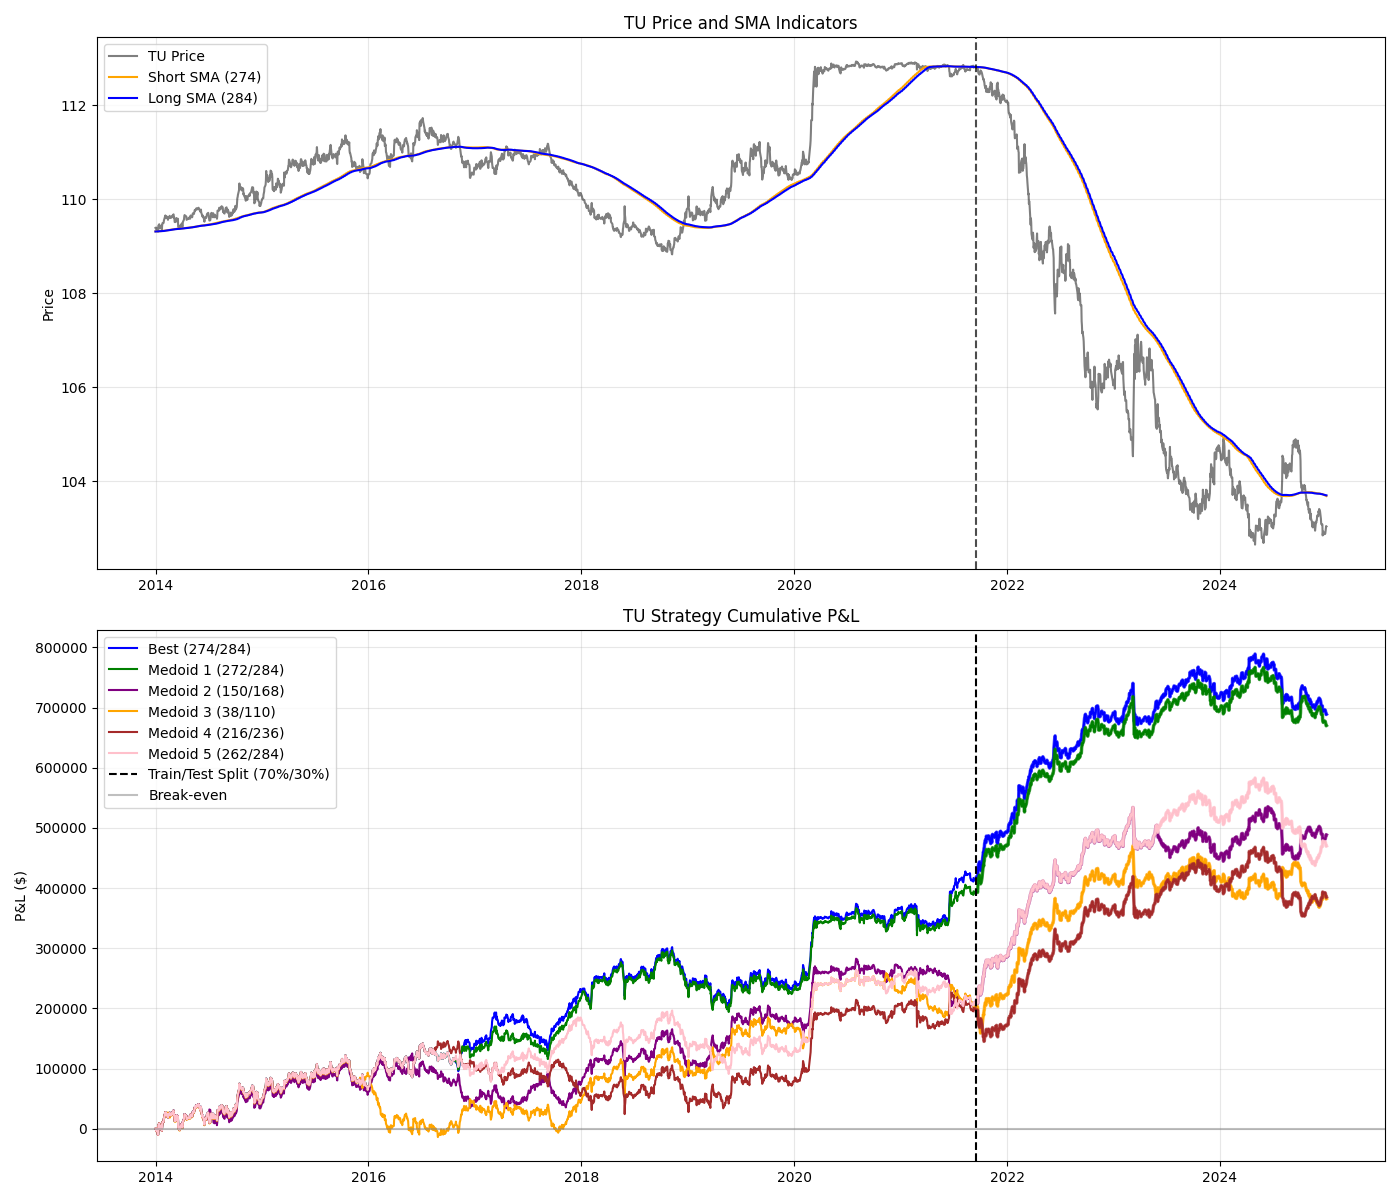 TU Price and SMA Indicators
TU Price
Short SMA (274)
Long SMA (284)
Price
112
110
108
106
104
2014 2016 2018 2020 2022 2024
TU Strategy Cumulative P&L
Best (274/284)
Medoid 1 (272/284)
Medoid 2 (150/168)
Medoid 3 (38/110)
Medoid 4 (216/236)
Medoid 5 (262/284)
Train/Test Split (70%/30%)
Break-even
P&L ($)
800000
700000
600000
500000
400000
300000
200000
100000
0
2014 2016 2018 2020 2022 2024